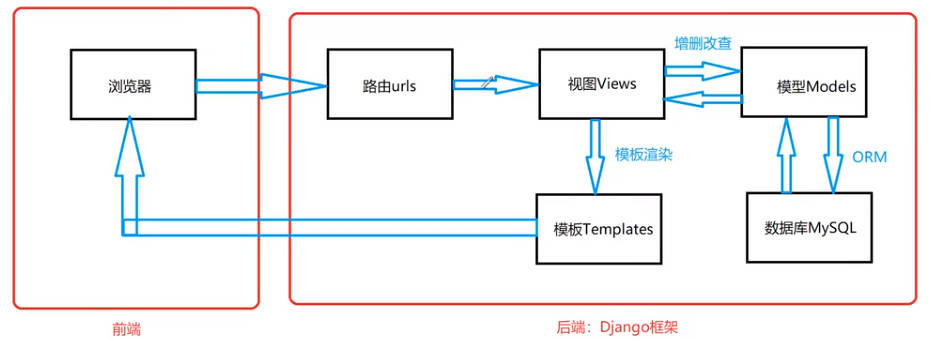 增删改查
浏览器
路由urls
视图Views
模型Models
模板渲染
ORM
模板Templates
数据库MySQL
前端
后端：Django框架